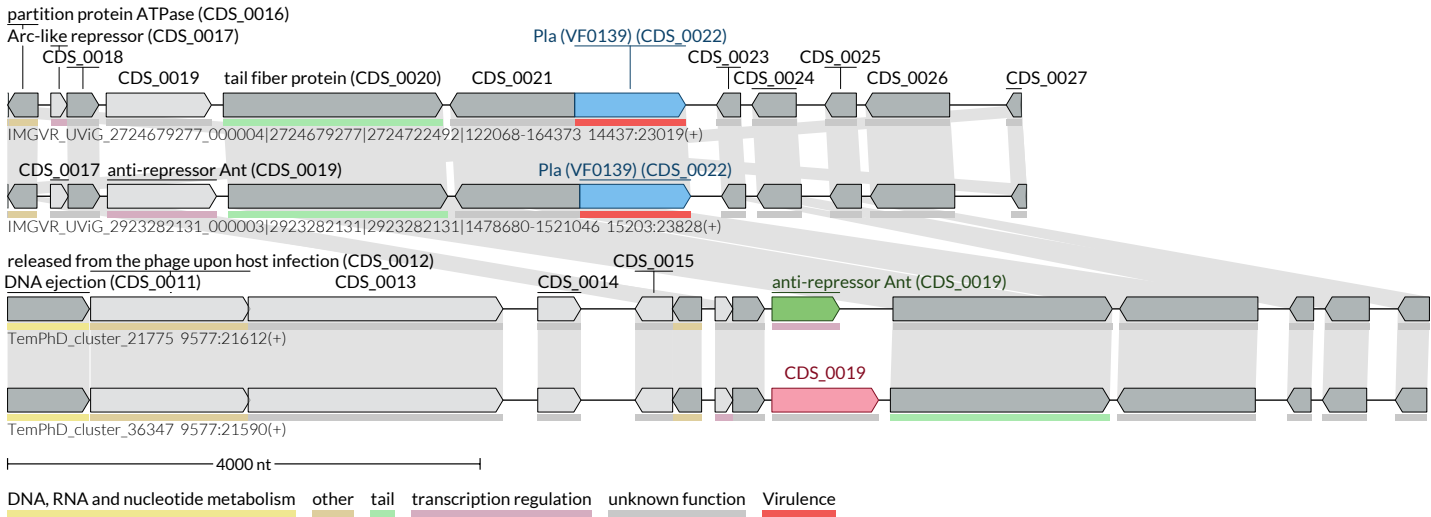 partition protein ATPase (CDS_0016)
Arc-like repressor (CDS_0017)
Pla (VF0139) (CDS_0022)
CDS_0018
CDS_0023
CDS_0025
CDS_0019
tail fiber protein (CDS_0020)
CDS_0021
CDS_0024
CDS_0026
CDS_0027
IMGVR_UViG_2724679277_000004|2724679277|2724722492|122068-164373 14437:23019(+)
CDS_0017
anti-repressor Ant (CDS_0019)
Pla (VF0139) (CDS_0022)
IMGVR_UViG_2923282131_000003|2923282131|2923282131|1478680-1521046 15203:23828(+)
released from the phage upon host infection (CDS_0012)
CDS_0015
DNA ejection (CDS_0011)
CDS_0013
CDS_0014
anti-repressor Ant (CDS_0019)
TemPhD_cluster_21775 9577:21612(+)
CDS_0019
TemPhD_cluster_36347 9577:21590(+)
4000 nt
DNA, RNA and nucleotide metabolism
other
tail
transcription regulation
unknown function
Virulence